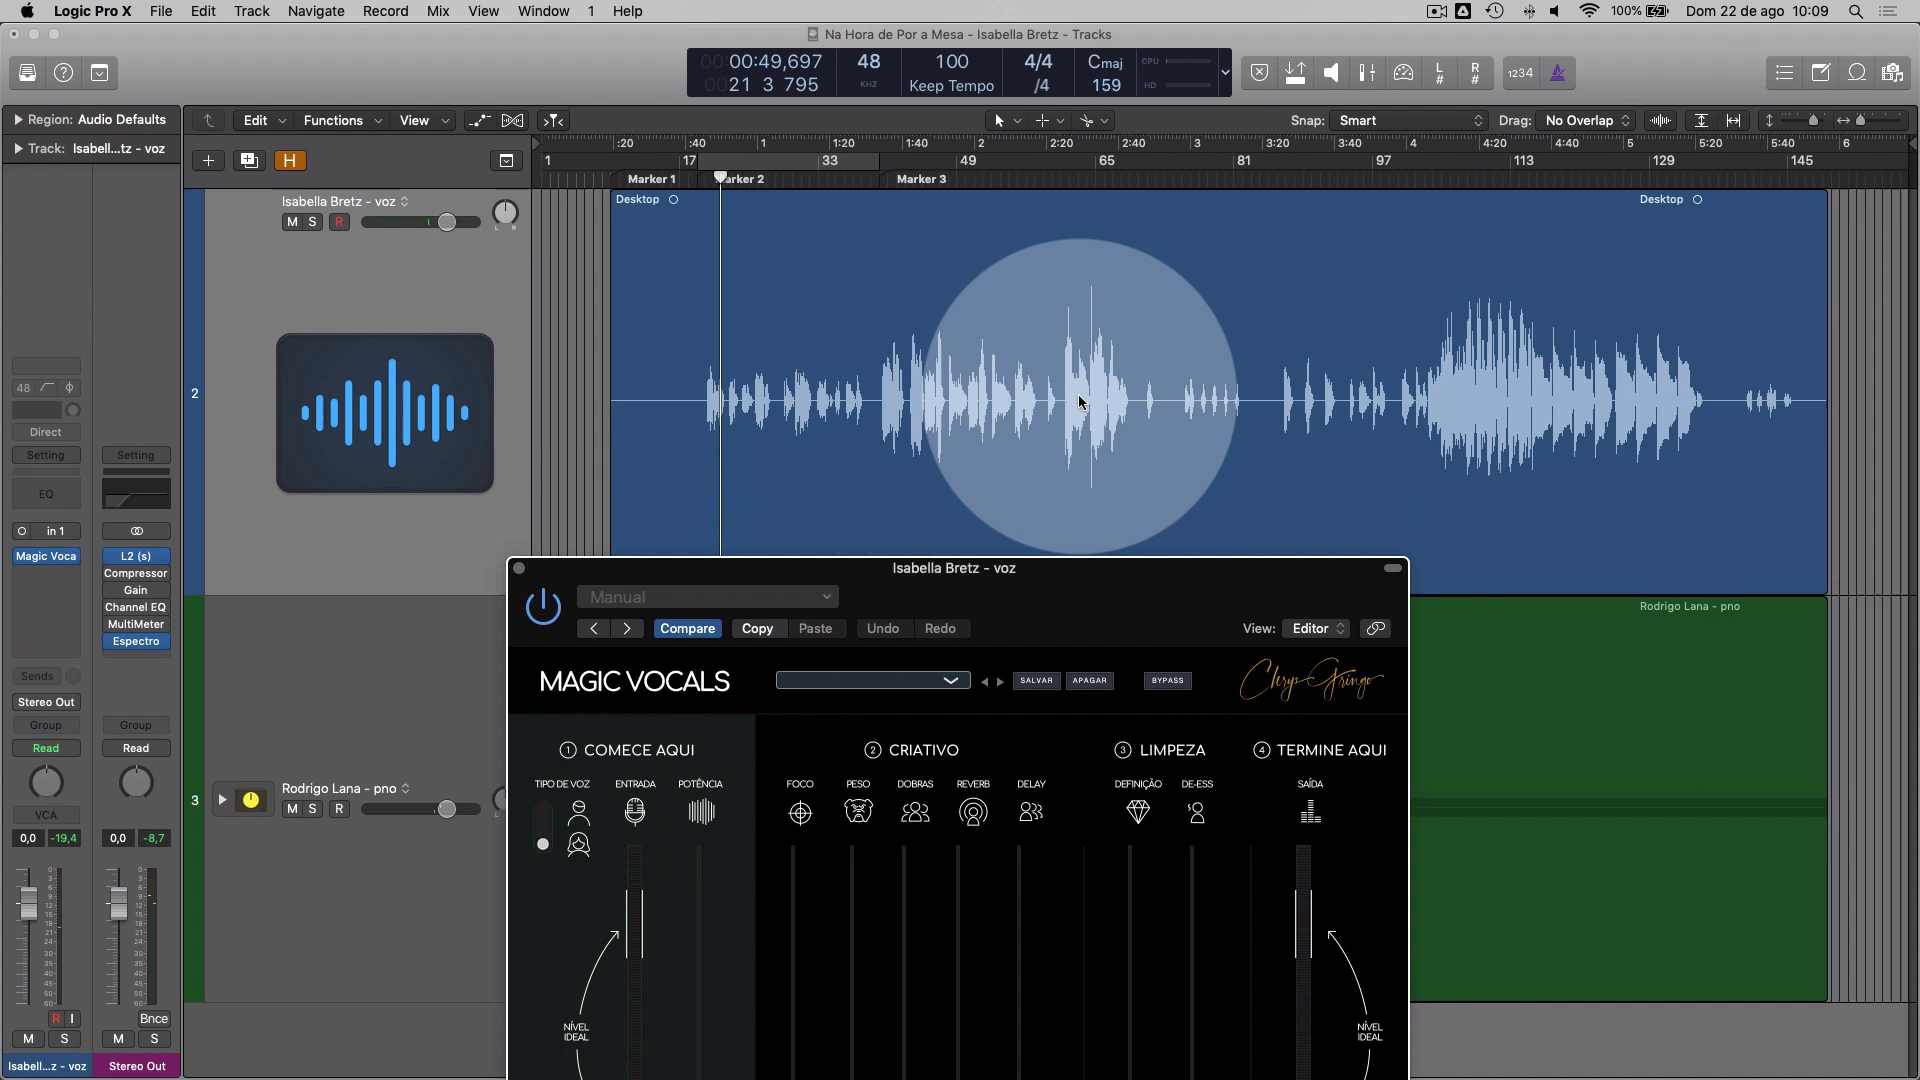 Logic Pro X File Edit Track Navigate Record Mix View Window 1 Help
100% Dom 22 de ago 10:09
Na Hora de Por a Mesa - Isabella Bretz - Tracks
00:00:49,697 48 100 4/4 Cmaj CPU
0021 3 795 KHZ Keep Tempo /4 159 HD
L # R # 1234
Region: Audio Defaults
Edit Functions View
Snap: Smart Drag: No Overlap
Track: Isabell...tz - voz
H
:20 :40 1 1:20 1:40 2 2:20 2:40 3 3:20 3:40 4 4:20 4:40 5 5:20 5:40 6
1 17 33 49 65 81 97 113 129 145
Marker 1 arker 2 Marker 3
Isabella Bretz - voz
M S R
L R
Desktop
Desktop
2
48
Direct
Setting Setting
EQ
in 1
Magic Voca L2 (s)
Compressor
Gain
Channel EQ
MultiMeter
Espectro
Sends
Stereo Out
Group Group
Read Read
VCA
0,0 -19,4 0,0 -8,7
R I Bnce
M S M S
Isabell...z - voz Stereo Out
3
Rodrigo Lana - pno
M S R
Rodrigo Lana - pno
Isabella Bretz - voz
Manual
Compare Copy Paste Undo Redo
View: Editor
MAGIC VOCALS
SALVAR APAGAR BYPASS
Chrys Gringo
1 COMECE AQUI 2 CRIATIVO 3 LIMPEZA 4 TERMINE AQUI
TIPO DE VOZ ENTRADA POTÊNCIA FOCO PESO DOBRAS REVERB DELAY DEFINIÇÃO DE-ESS SAÍDA
NÍVEL
IDEAL
NÍVEL
IDEAL